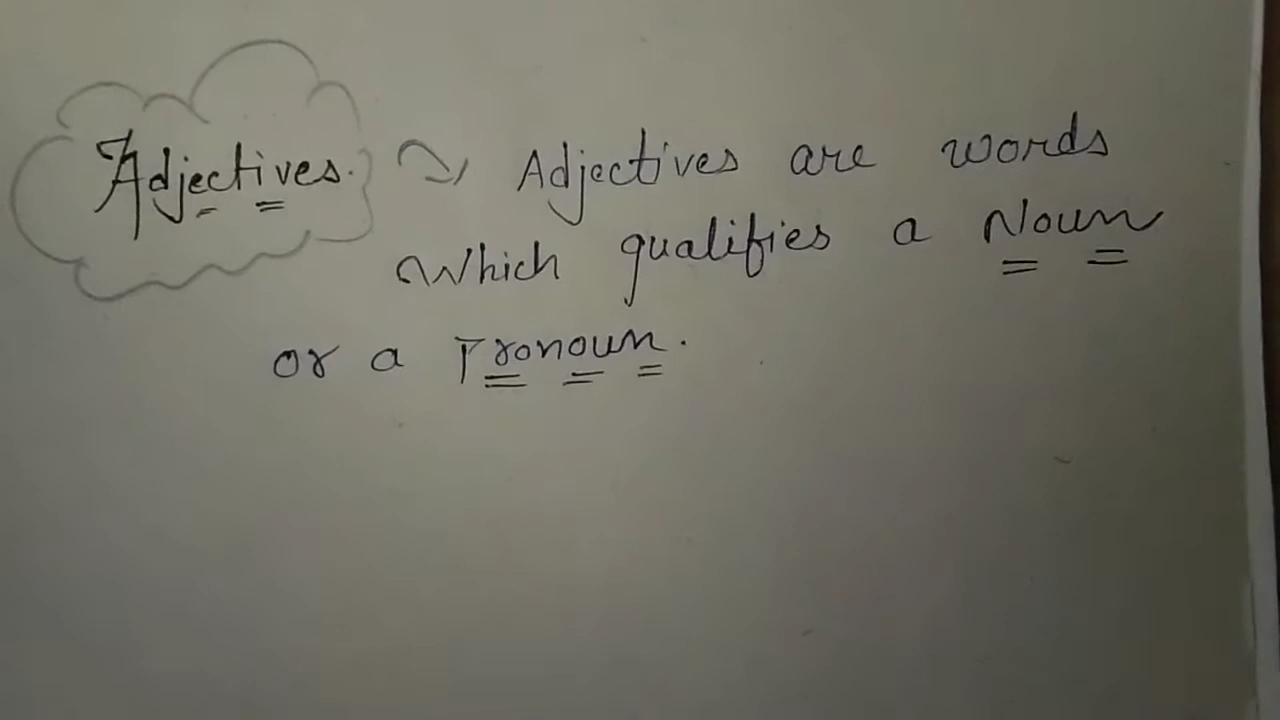 Adjectives. Adjectives are words
which qualifies a Noun
or a Pronoun.